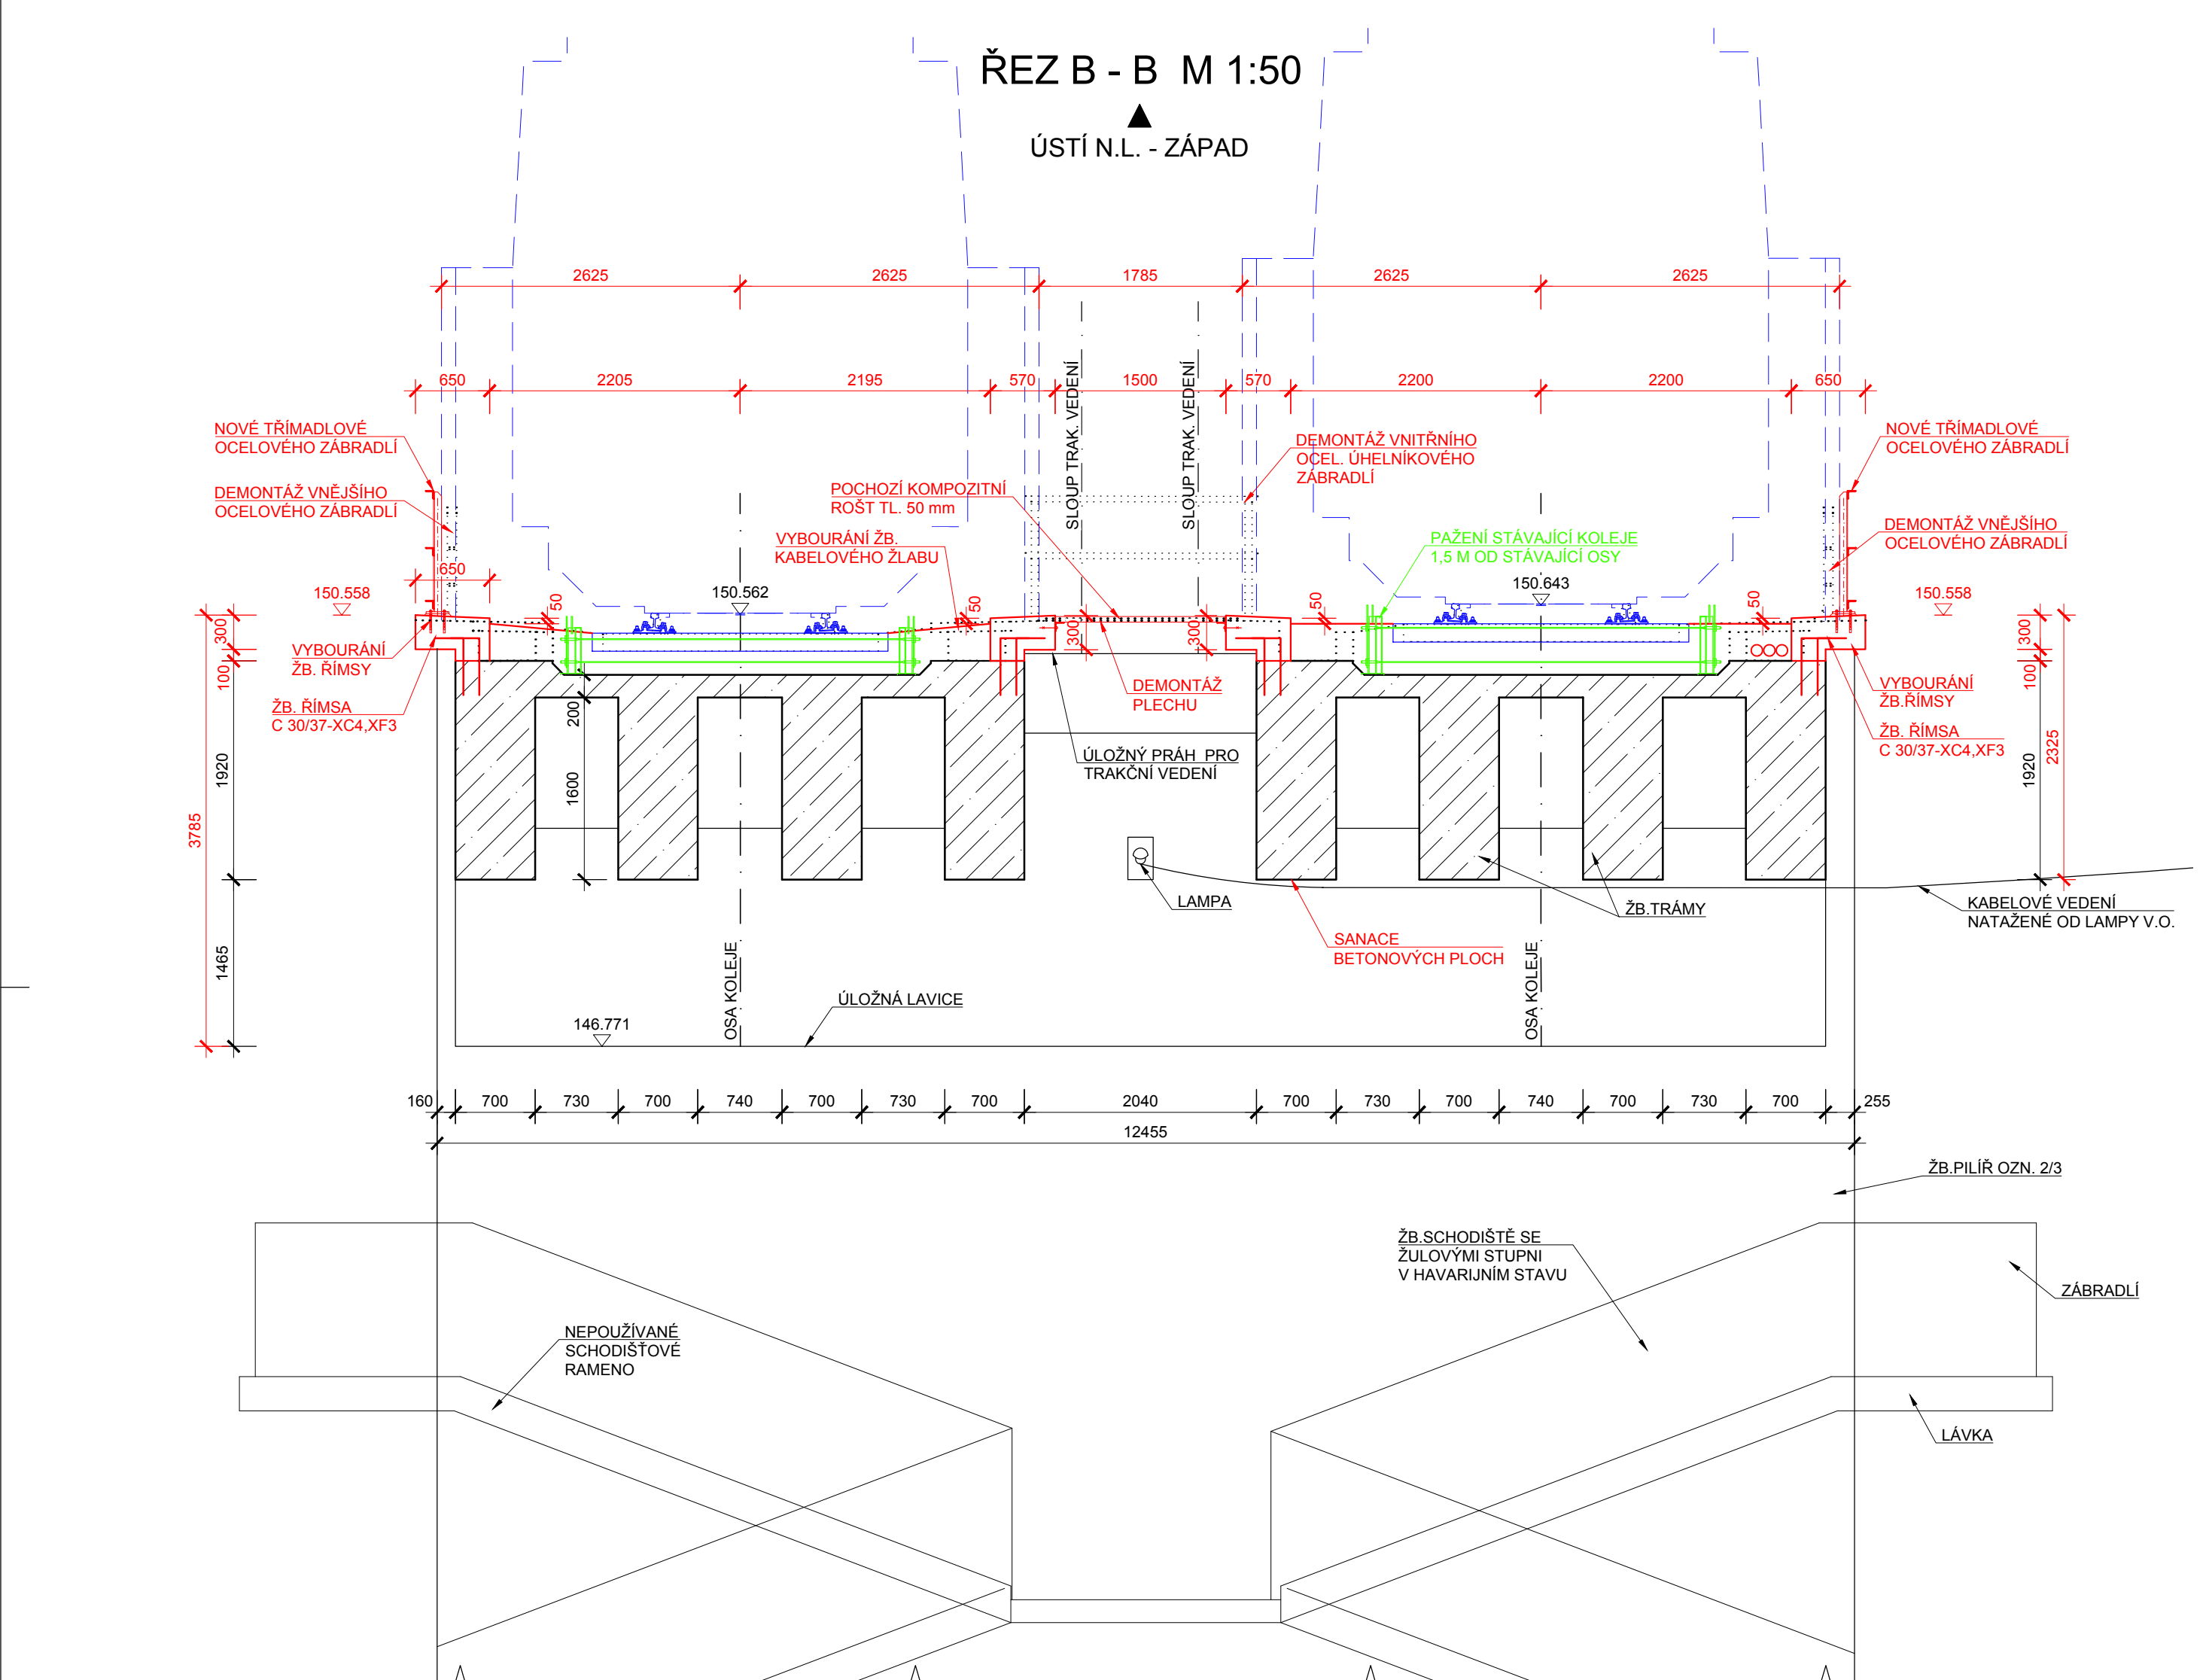 ŘEZ B - B  M 1:50
ÚSTÍ N.L. - ZÁPAD
2625
2625
1785
2625
2625
650
2205
2195
570
1500
570
2200
2200
650
SLOUP TRAK. VEDENÍ
SLOUP TRAK. VEDENÍ
NOVÉ TŘÍMADLOVÉ
OCELOVÉHO ZÁBRADLÍ
DEMONTÁŽ VNĚJŠÍHO
OCELOVÉHO ZÁBRADLÍ
POCHOZÍ KOMPOZITNÍ
ROŠT TL. 50 mm
VYBOURÁNÍ ŽB.
KABELOVÉHO ŽLABU
DEMONTÁŽ VNITŘNÍHO
OCEL. ÚHELNÍKOVÉHO
ZÁBRADLÍ
PAŽENÍ STÁVAJÍCÍ KOLEJE
1,5 M OD STÁVAJÍCÍ OSY
NOVÉ TŘÍMADLOVÉ
OCELOVÉHO ZÁBRADLÍ
DEMONTÁŽ VNĚJŠÍHO
OCELOVÉHO ZÁBRADLÍ
650
150.558
150.562
150.643
150.558
50
50
50
50
300
100
1920
1465
3785
300
300
300
100
1920
2325
VYBOURÁNÍ
ŽB. ŘÍMSY
ŽB. ŘÍMSA
C 30/37-XC4,XF3
200
1600
DEMONTÁŽ
PLECHU
ÚLOŽNÝ PRÁH  PRO
TRAKČNÍ VEDENÍ
VYBOURÁNÍ
ŽB.ŘÍMSY
ŽB. ŘÍMSA
C 30/37-XC4,XF3
LAMPA
ŽB.TRÁMY
SANACE
BETONOVÝCH PLOCH
KABELOVÉ VEDENÍ
NATAŽENÉ OD LAMPY V.O.
OSA KOLEJE
OSA KOLEJE
ÚLOŽNÁ LAVICE
146.771
160
700
730
700
740
700
730
700
2040
700
730
700
740
700
730
700
255
12455
ŽB.PILÍŘ OZN. 2/3
ŽB.SCHODIŠTĚ SE
ŽULOVÝMI STUPNI
V HAVARIJNÍM STAVU
ZÁBRADLÍ
NEPOUŽÍVANÉ
SCHODIŠŤOVÉ
RAMENO
LÁVKA